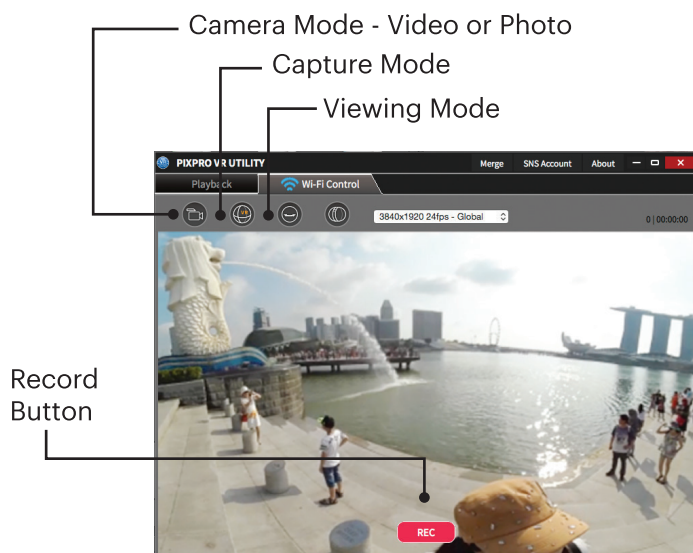 Camera Mode - Video or Photo
Capture Mode
Viewing Mode
PIXPRO VR UTILITY
Merge SNS Account About
Playback Wi-Fi Control
VR
3840x1920 24fps - Global
0 | 00:00:00
Record
Button
REC